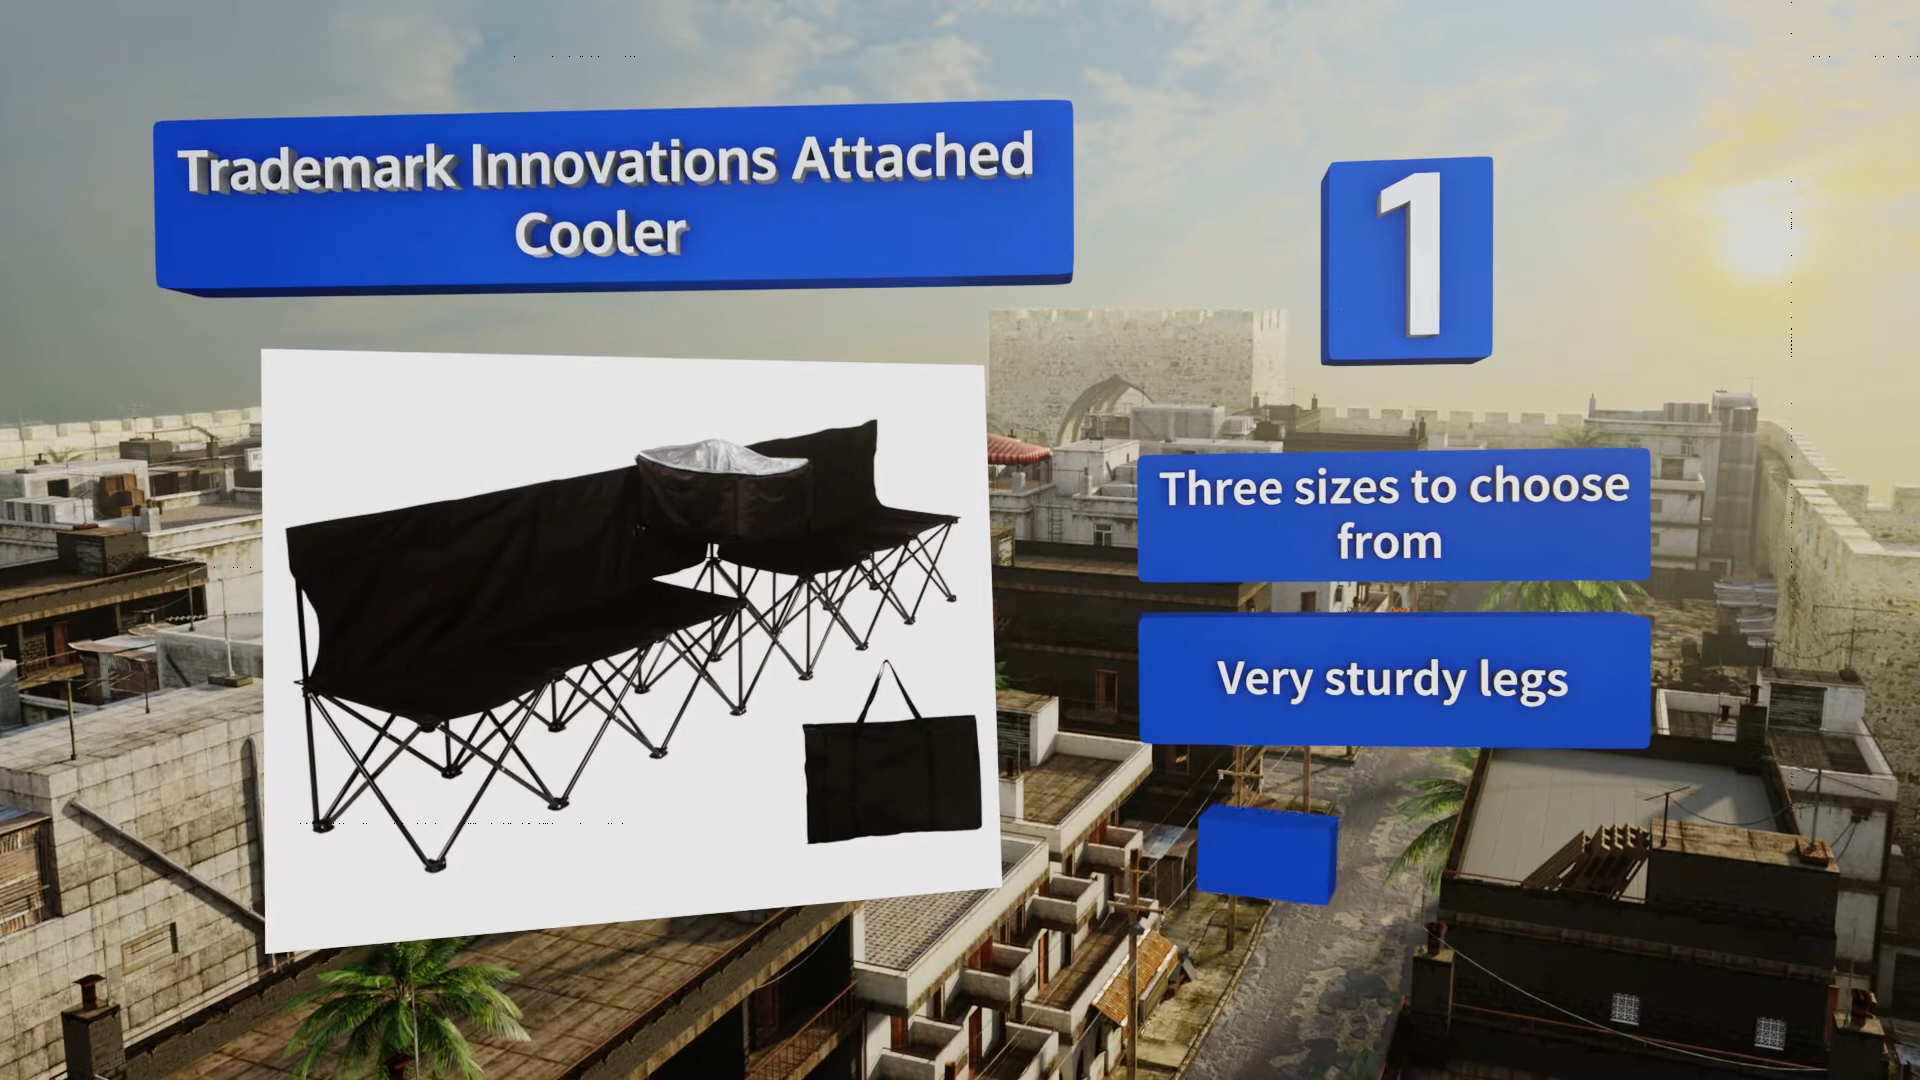 Trademark Innovations Attached
Cooler
1
Three sizes to choose
from
Very sturdy legs